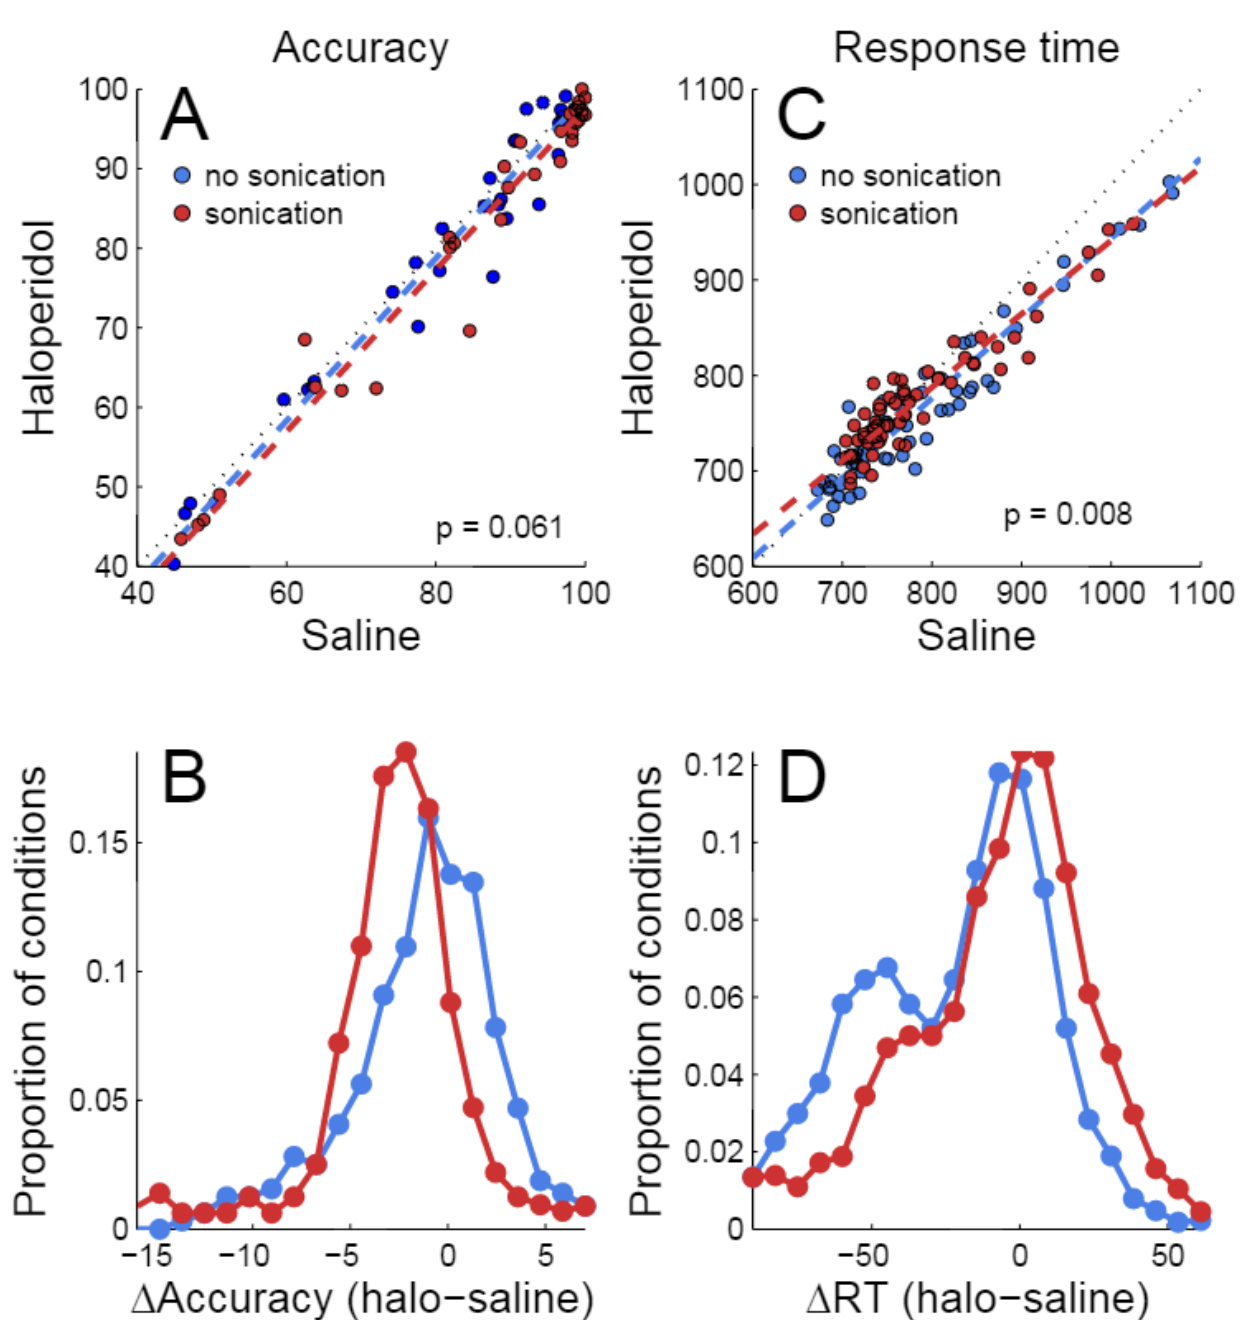 Accuracy
A
no sonication
sonication
Haloperidol
100
90
80
70
60
50
40
p = 0.061
40 60 80 100
Saline
Response time
C
no sonication
sonication
Haloperidol
1100
1000
900
800
700
600
p = 0.008
600 700 800 900 1000 1100
Saline
B
Proportion of conditions
0.15
0.1
0.05
0
−15 −10 −5 0 5
ΔAccuracy (halo−saline)
D
Proportion of conditions
0.12
0.1
0.08
0.06
0.04
0.02
0
−50 0 50
ΔRT (halo−saline)